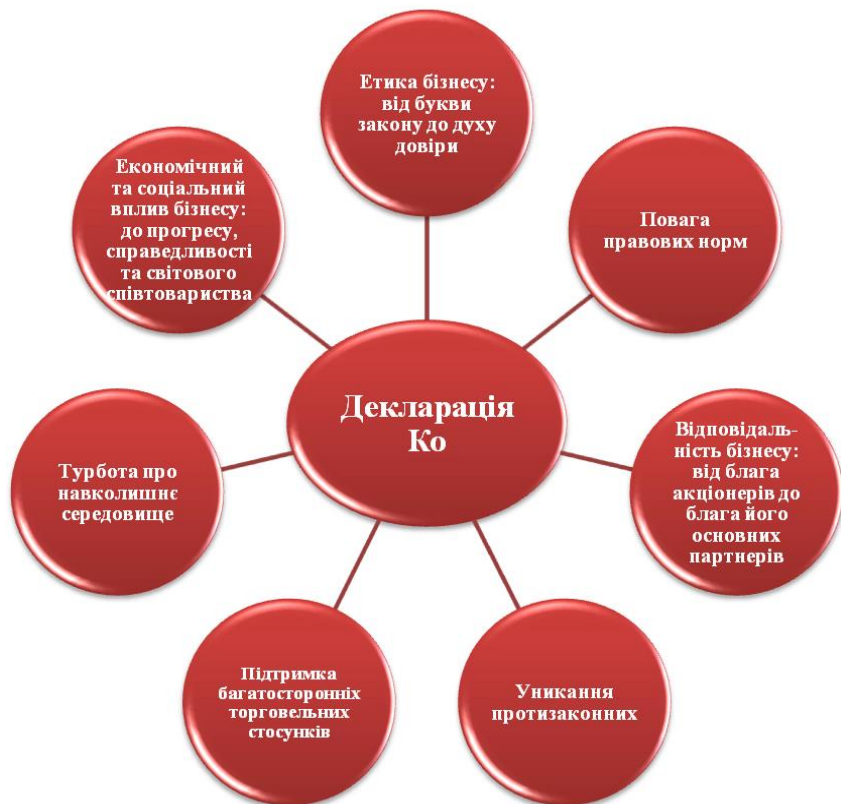 Етика бізнесу:
від букви
закону до духу
довіри
Економічний
та соціальний
вплив бізнесу:
до прогресу,
справедливості
та світового
співтовариства
Повага
правових норм
Декларація
Ко
Відповідаль-
ність бізнесу:
від блага
акціонерів до
блага його
основних
партнерів
Турбота про
навколишнє
середовище
Підтримка
багатосторонніх
торговельних
стосунків
Уникання
протизаконних